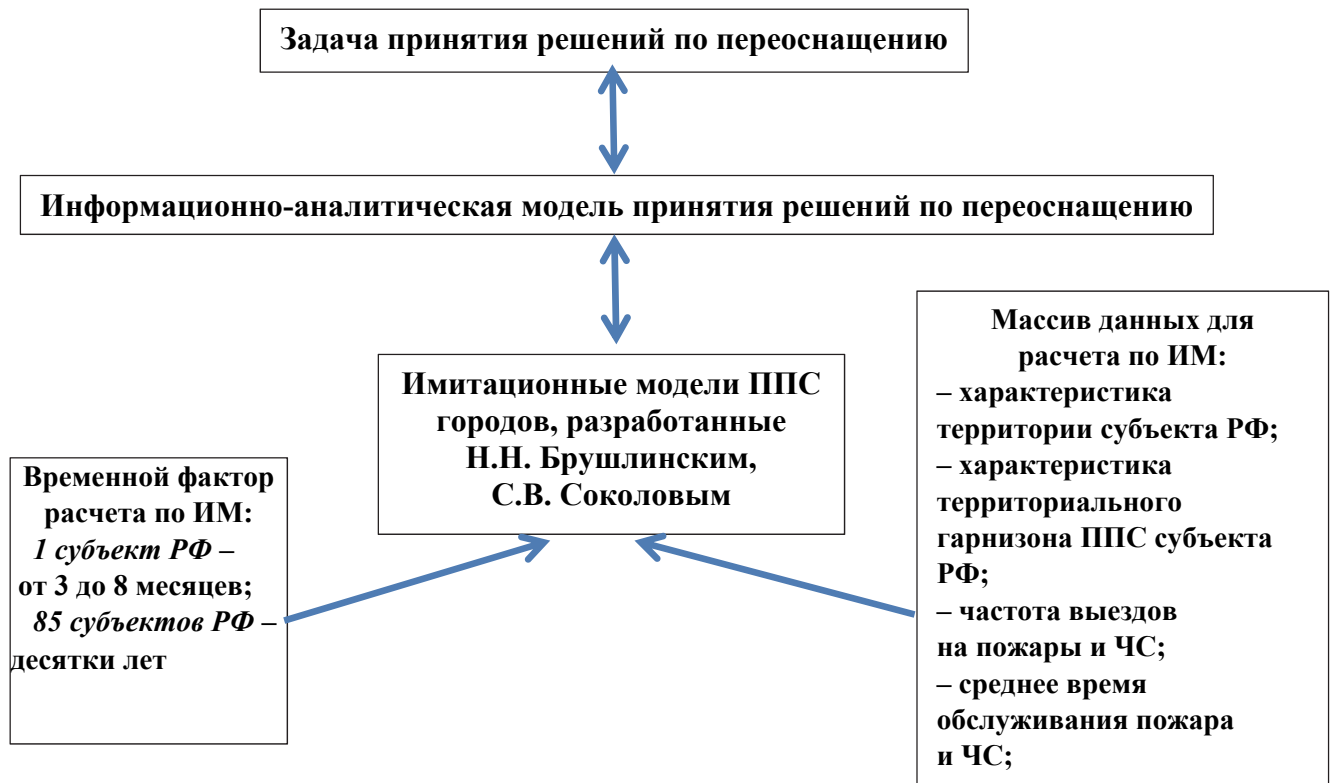 Задача принятия решений по переоснащению
Информационно-аналитическая модель принятия решений по переоснащению
Имитационные модели ППС
городов, разработанные
Н.Н. Брушлинским,
С.В. Соколовым
Временной фактор
расчета по ИМ:
1 субъект РФ –
от 3 до 8 месяцев;
85 субъектов РФ –
десятки лет
Массив данных для
расчета по ИМ:
– характеристика
территории субъекта РФ;
– характеристика
территориального
гарнизона ППС субъекта
РФ;
– частота выездов
на пожары и ЧС;
– среднее время
обслуживания пожара
и ЧС;